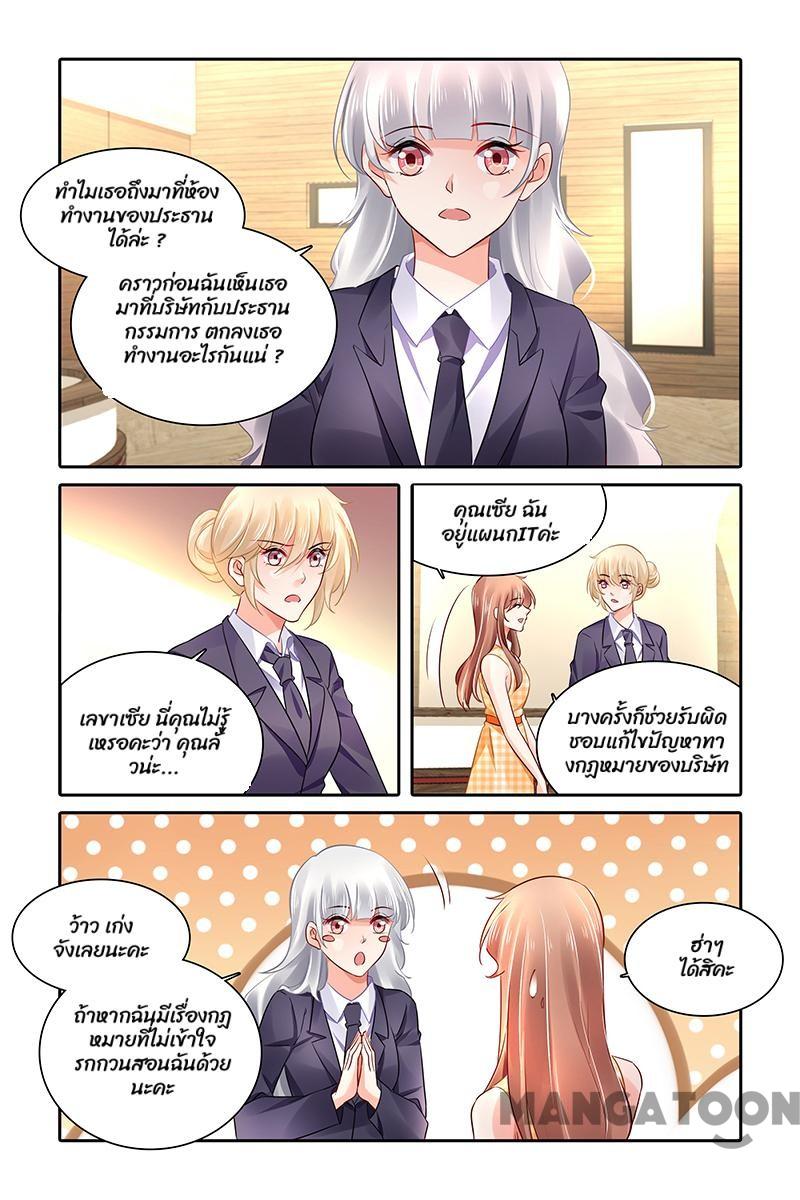 ทำไมเธอถึงมาที่ห้อง
ทำงานของประธาน
ได้ล่ะ ?
คราวก่อนฉันเห็นเธอ
มาที่บริษัทกับประธาน
กรรมการ ตกลงเธอ
ทำงานอะไรกันแน่ ?
เลขาเซีย นี่คุณไม่รู้
เหรอคะว่า คุณลั
วน่ะ...
คุณเซีย ฉัน
อยู่แผนกITค่ะ
บางครั้งก็ช่วยรับผิด
ชอบแก้ไขปัญหาทา
งกฎหมายของบริษัท
ว้าว เก่ง
จังเลยนะคะ
ถ้าหากฉันมีเรื่องกฎ
หมายที่ไม่เข้าใจ
รกกวนสอนฉันด้วย
นะคะ
ฮ่าๆ
ได้สิคะ
MANGA TOON